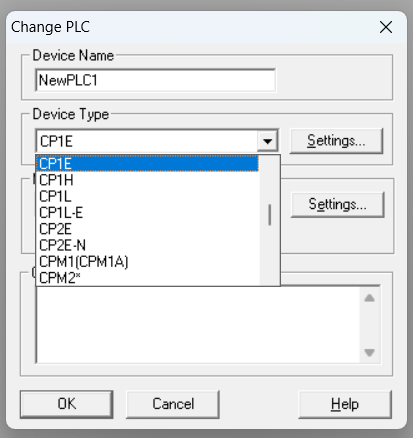 Change PLC
Device Name
NewPLC1
Device Type
CP1E
Settings...
CP1E
CP1H
CP1L
CP1L-E
CP2E
CP2E-N
CPM1(CPM1A)
CPM2*
Settings...
OK
Cancel
Help